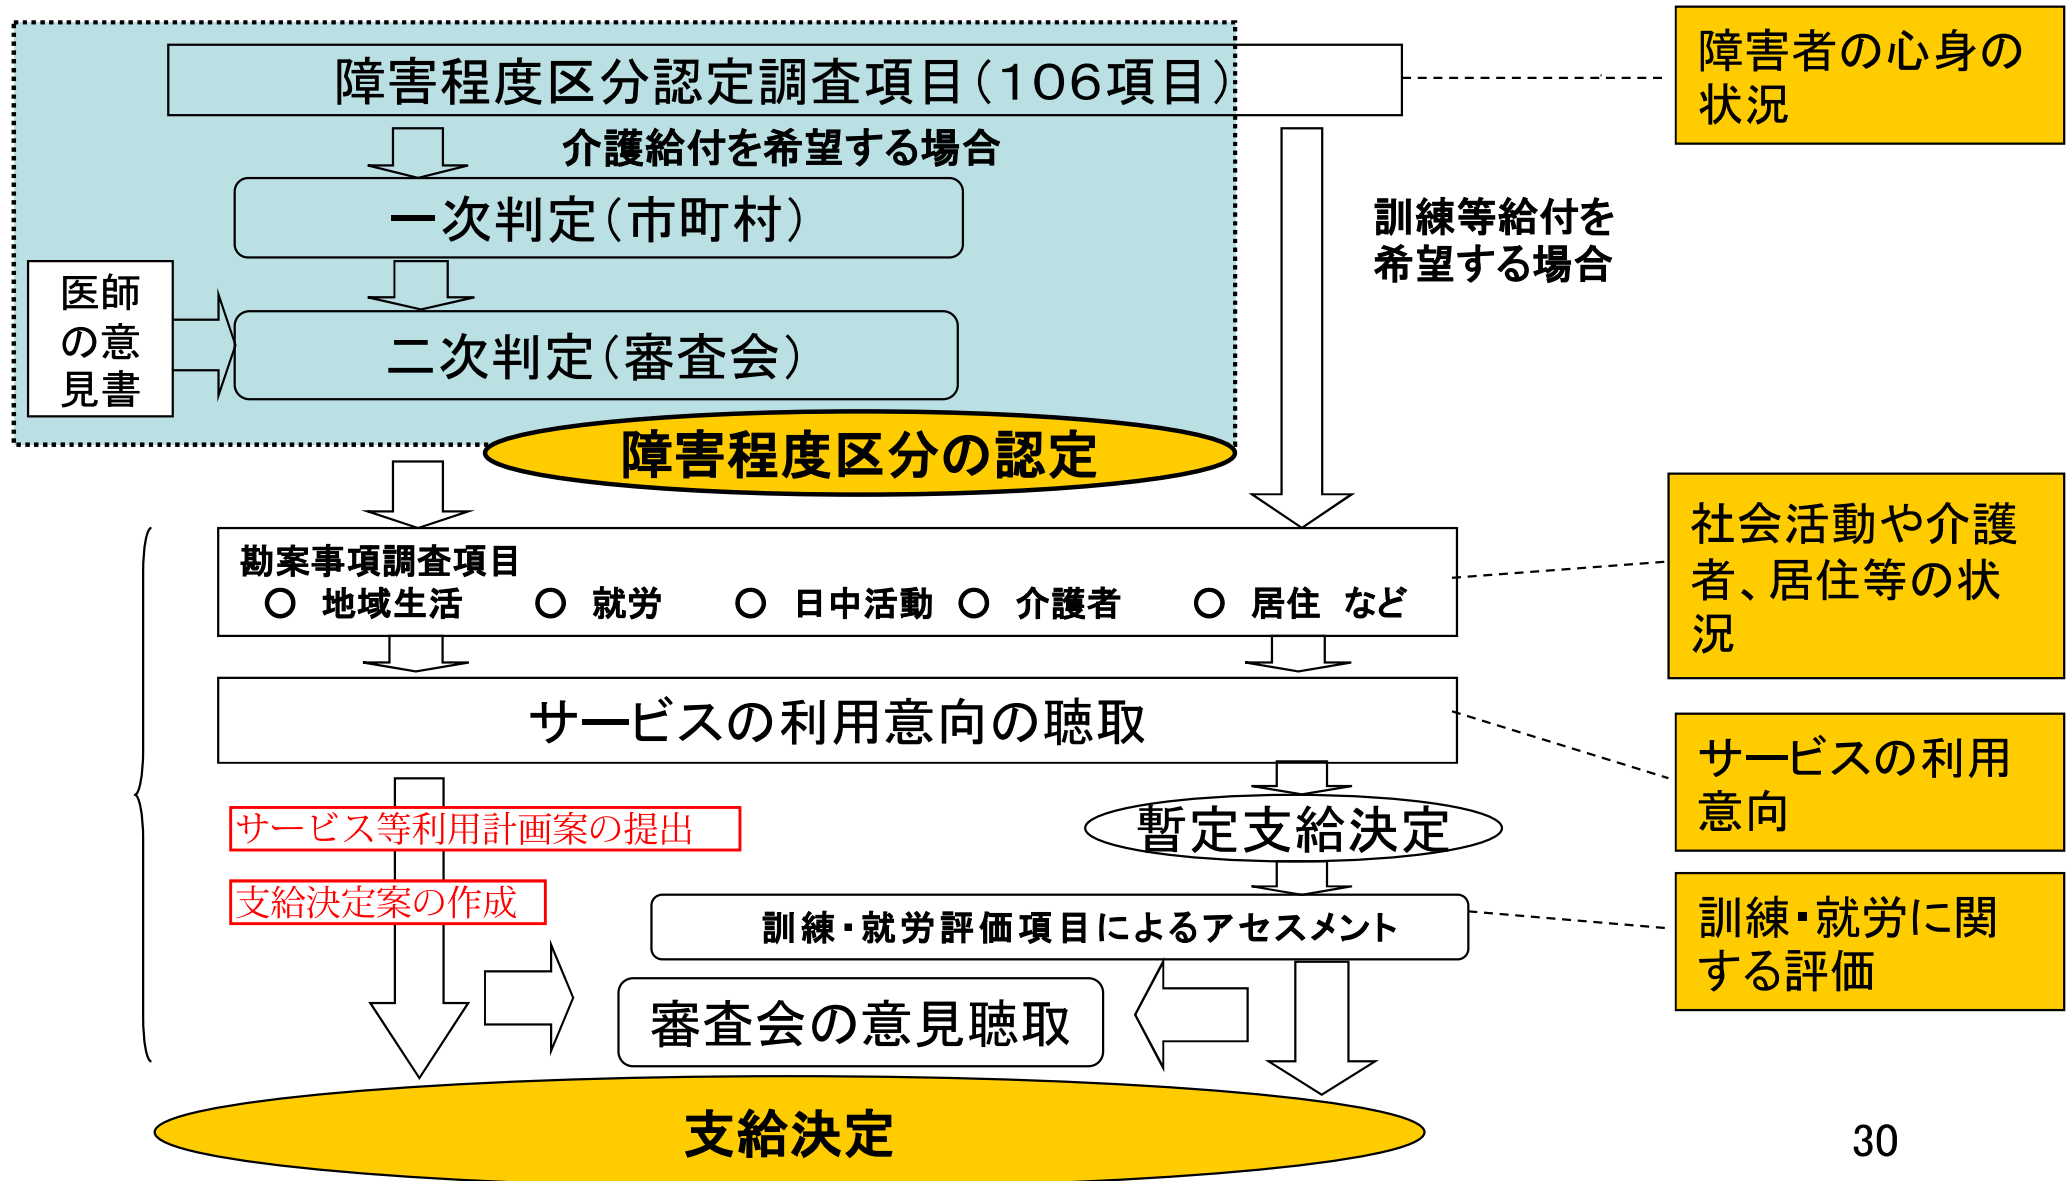 障害程度区分認定調査項目（１０６項目）
障害者の心身の
状況
介護給付を希望する場合
一次判定（市町村）
訓練等給付を
希望する場合
医師
の意
見書
二次判定（審査会）
障害程度区分の認定
勘案事項調査項目
○ 地域生活 ○ 就労 ○ 日中活動 ○ 介護者 ○ 居住 など
社会活動や介護
者、居住等の状
況
サービスの利用意向の聴取
サービスの利用
意向
サービス等利用計画案の提出
暫定支給決定
支給決定案の作成
訓練・就労評価項目によるアセスメント
訓練・就労に関
する評価
審査会の意見聴取
支給決定
30